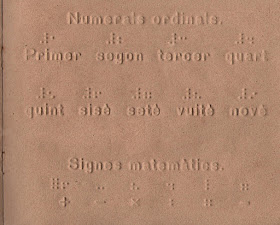 Numerals ordinals.
Primer segon tercer quart
quint sisè setè vuitè novè
Signes matemàtics.
+ - × : = -